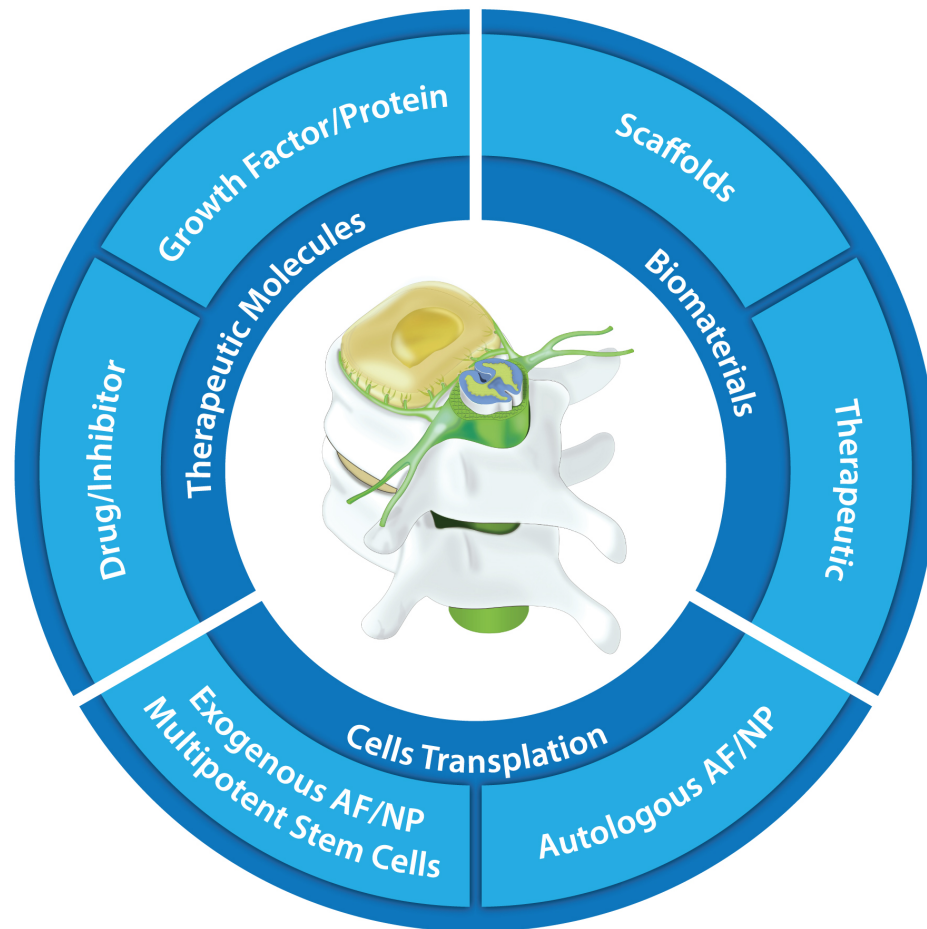 Growth Factor/Protein
Scaffolds
Therapeutic Molecules
Biomaterials
Drug/Inhibitor
Therapeutic
Cells Transplation
Exogenous AF/NP
Multipotent Stem Cells
Autologous AF/NP